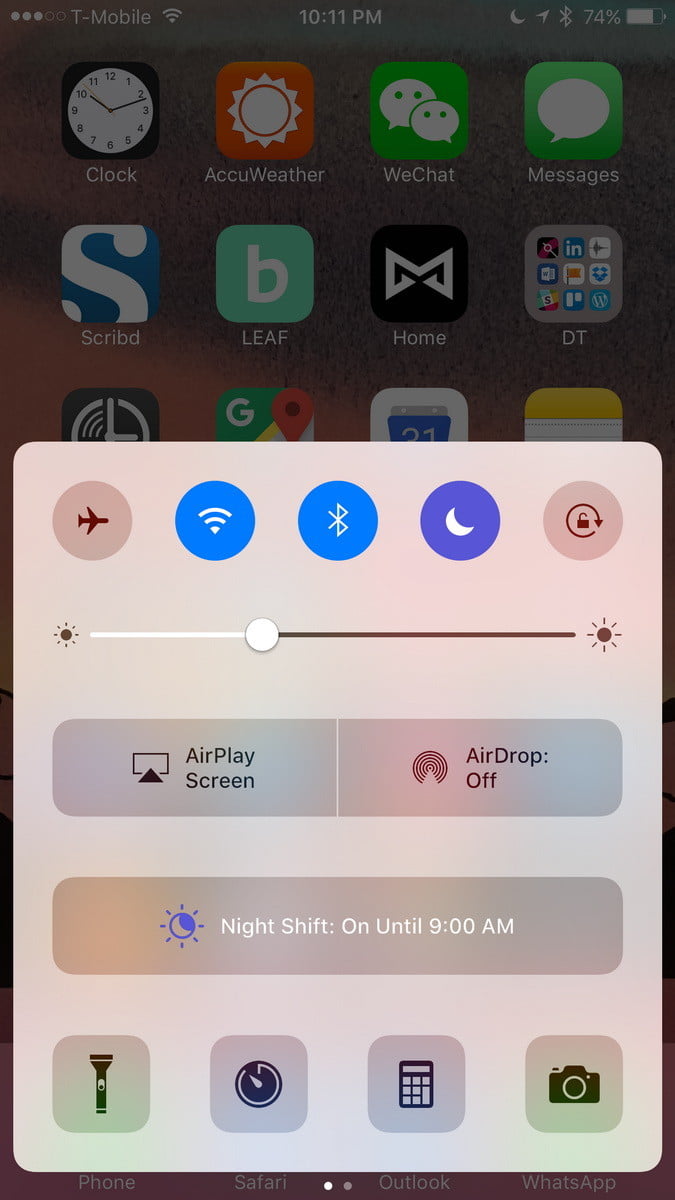 T-Mobile 10:11 PM 74%
Clock AccuWeather WeChat Messages
Scribd LEAF Home DT
31
AirPlay
Screen
AirDrop:
Off
Night Shift: On Until 9:00 AM
Phone Safari Outlook WhatsApp